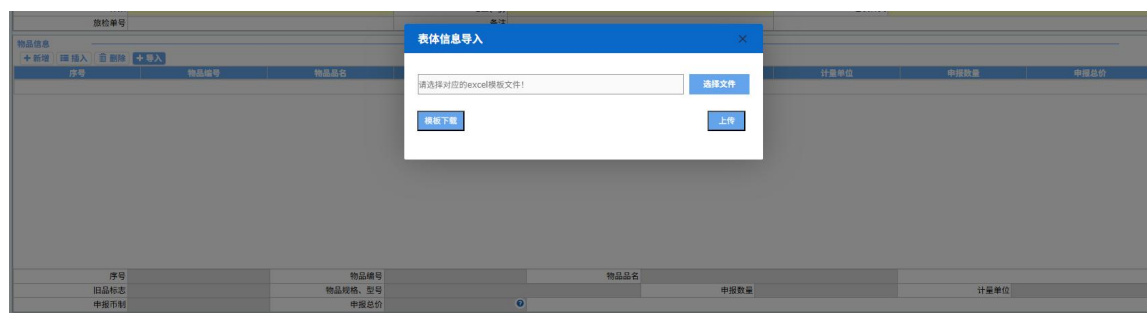 旅检单号 备注
表体信息导入 ×
物品信息
+ 新增 插入 删除 + 导入
序号 物品编号 物品品名 计量单位 申报数量 申报总价
请选择对应的excel模板文件! 选择文件
模板下载 上传
序号 物品编号 物品品名
旧品标志 物品规格、型号 申报数量 计量单位
申报币制 申报总价